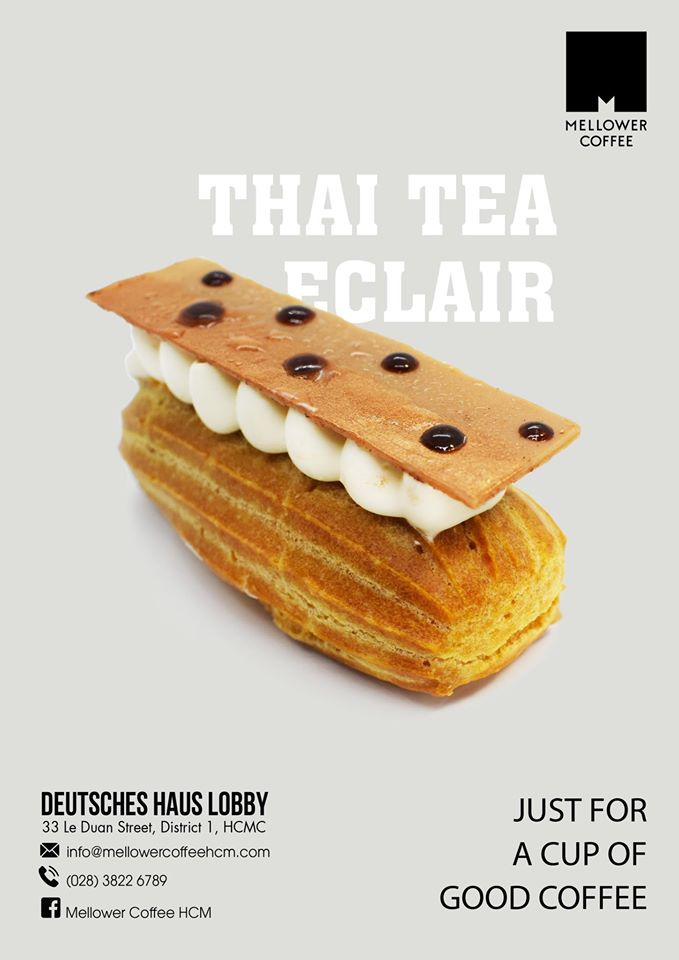 MELLOWER
COFFEE
THAI TEA
ECLAIR
DEUTSCHES HAUS LOBBY
33 Le Duan Street, District 1, HCMC
info@mellowercoffeehcm.com
(028) 3822 6789
Mellower Coffee HCM
JUST FOR
A CUP OF
GOOD COFFEE